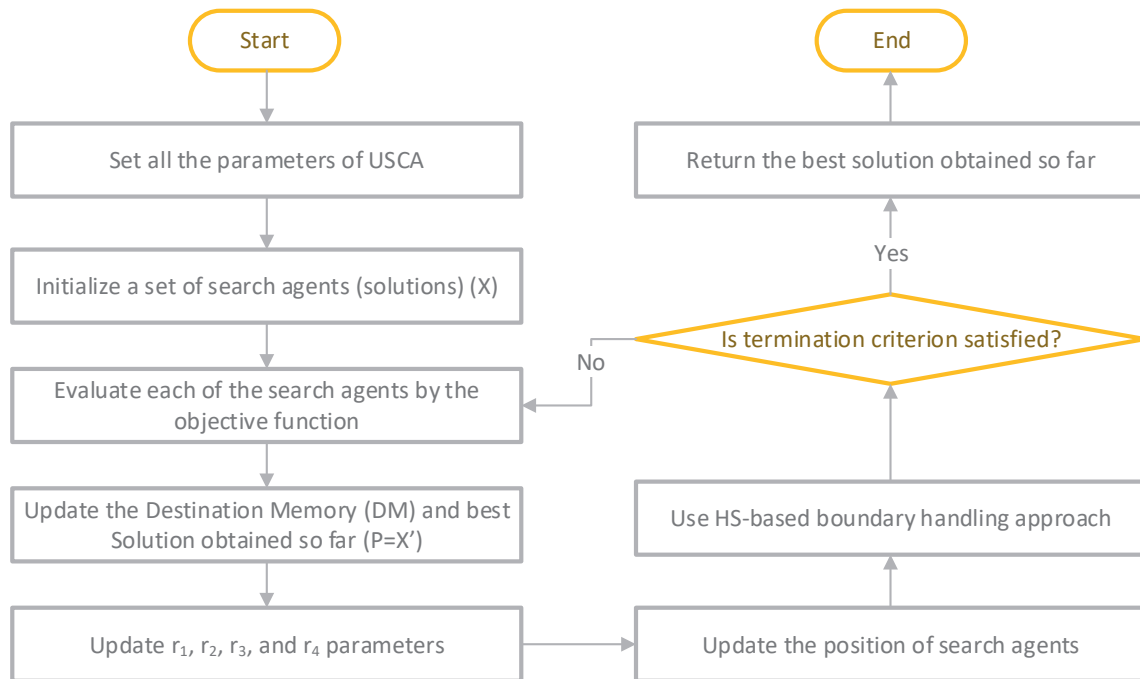 Start
Set all the parameters of USCA
Initialize a set of search agents (solutions) (X)
Evaluate each of the search agents by the
objective function
Update the Destination Memory (DM) and best
Solution obtained so far (P=X’)
Update r₁, r₂, r₃, and r₄ parameters
Update the position of search agents
Use HS-based boundary handling approach
Is termination criterion satisfied?
No
Yes
Return the best solution obtained so far
End